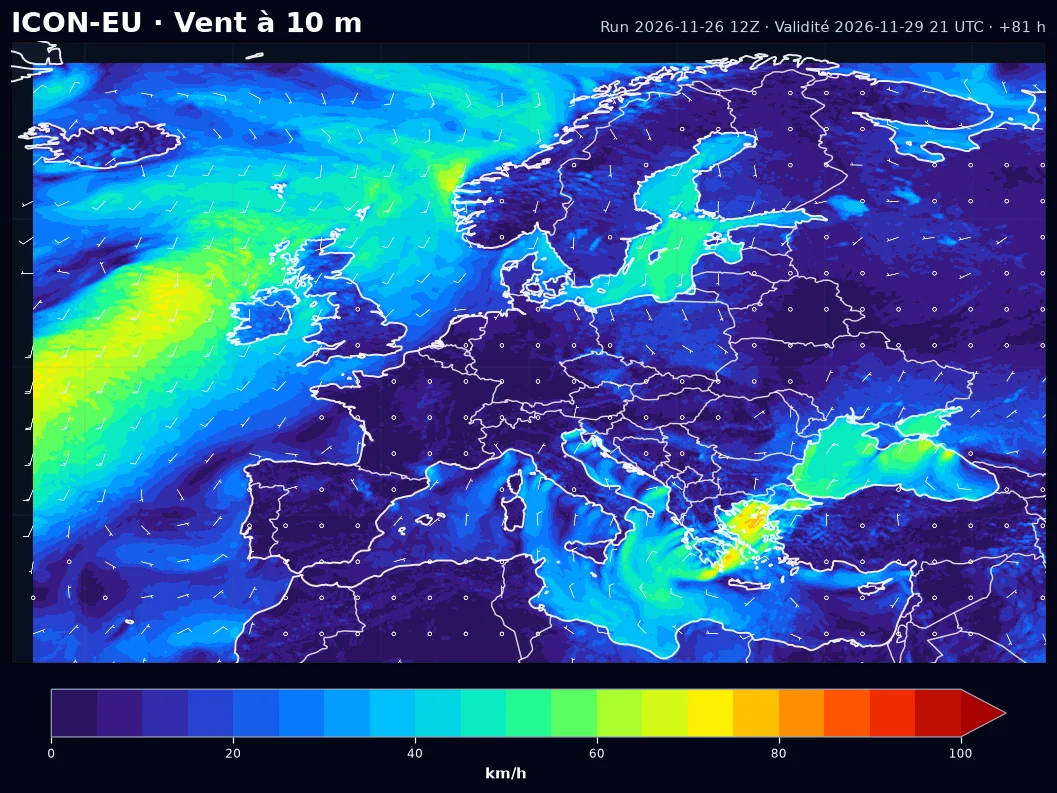 ICON-EU · Vent à 10 m
Run 2026-11-26 12Z · Validité 2026-11-29 21 UTC · +81 h
0 20 40 60 80 100
km/h